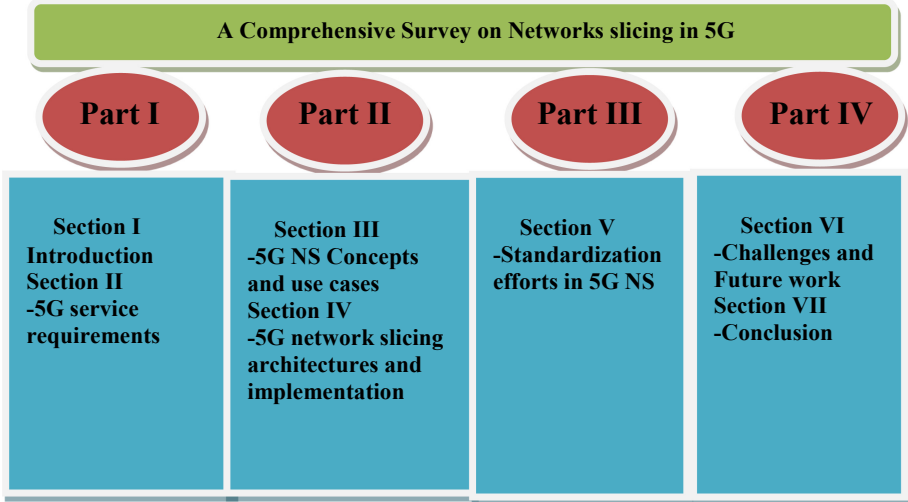 A Comprehensive Survey on Networks slicing in 5G
Part I
Part II
Part III
Part IV
Section I
Introduction
Section II
-5G service
requirements
Section III
-5G NS Concepts
and use cases
Section IV
-5G network slicing
architectures and
implementation
Section V
-Standardization
efforts in 5G NS
Section VI
-Challenges and
Future work
Section VII
-Conclusion